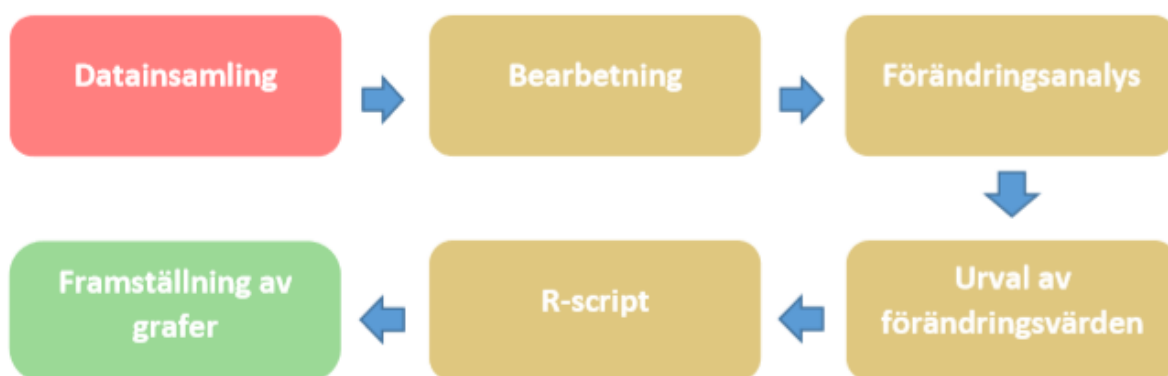 Datainsamling
Bearbetning
Förändringsanalys
Urval av
förändringsvärden
R-script
Framställning av
grafer